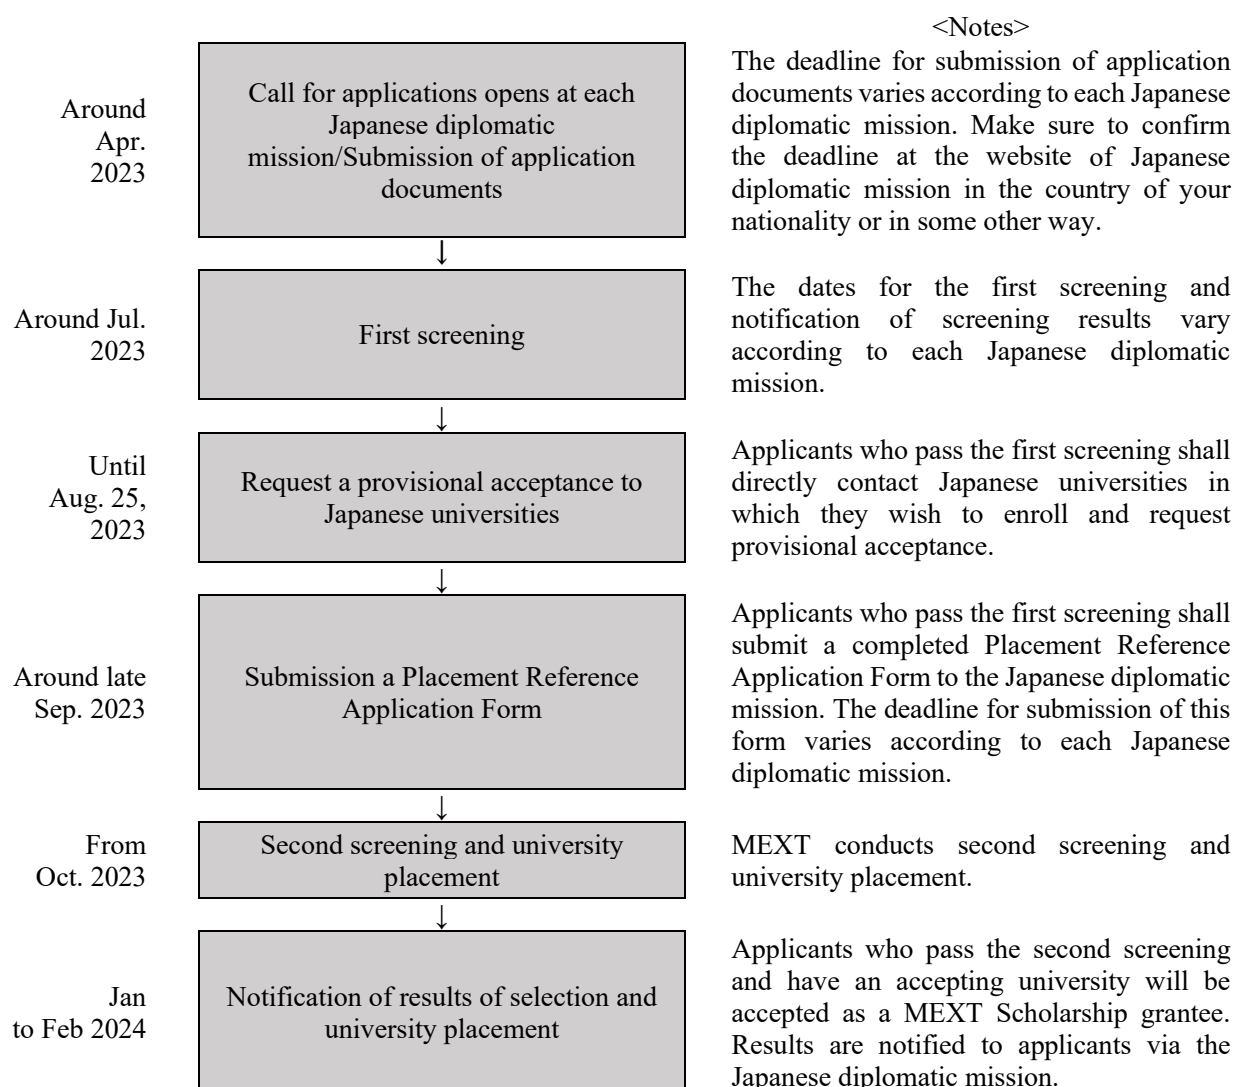 <Notes>
Around
Apr.
2023
Call for applications opens at each
Japanese diplomatic
mission/Submission of application
documents
The deadline for submission of application
documents varies according to each Japanese
diplomatic mission. Make sure to confirm
the deadline at the website of Japanese
diplomatic mission in the country of your
nationality or in some other way.
↓
Around Jul.
2023
First screening
The dates for the first screening and
notification of screening results vary
according to each Japanese diplomatic
mission.
↓
Until
Aug. 25,
2023
Request a provisional acceptance to
Japanese universities
Applicants who pass the first screening shall
directly contact Japanese universities in
which they wish to enroll and request
provisional acceptance.
↓
Around late
Sep. 2023
Submission a Placement Reference
Application Form
Applicants who pass the first screening shall
submit a completed Placement Reference
Application Form to the Japanese diplomatic
mission. The deadline for submission of this
form varies according to each Japanese
diplomatic mission.
↓
From
Oct. 2023
Second screening and university
placement
MEXT conducts second screening and
university placement.
↓
Jan
to Feb 2024
Notification of results of selection and
university placement
Applicants who pass the second screening
and have an accepting university will be
accepted as a MEXT Scholarship grantee.
Results are notified to applicants via the
Japanese diplomatic mission.